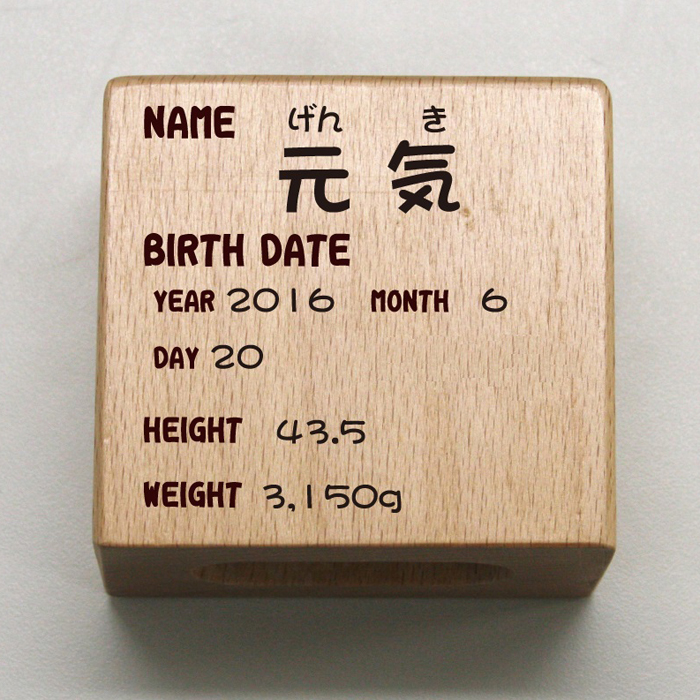 NAME げんき
元気
BIRTH DATE
YEAR 2016 MONTH 6
DAY 20
HEIGHT 43.5
WEIGHT 3,150g